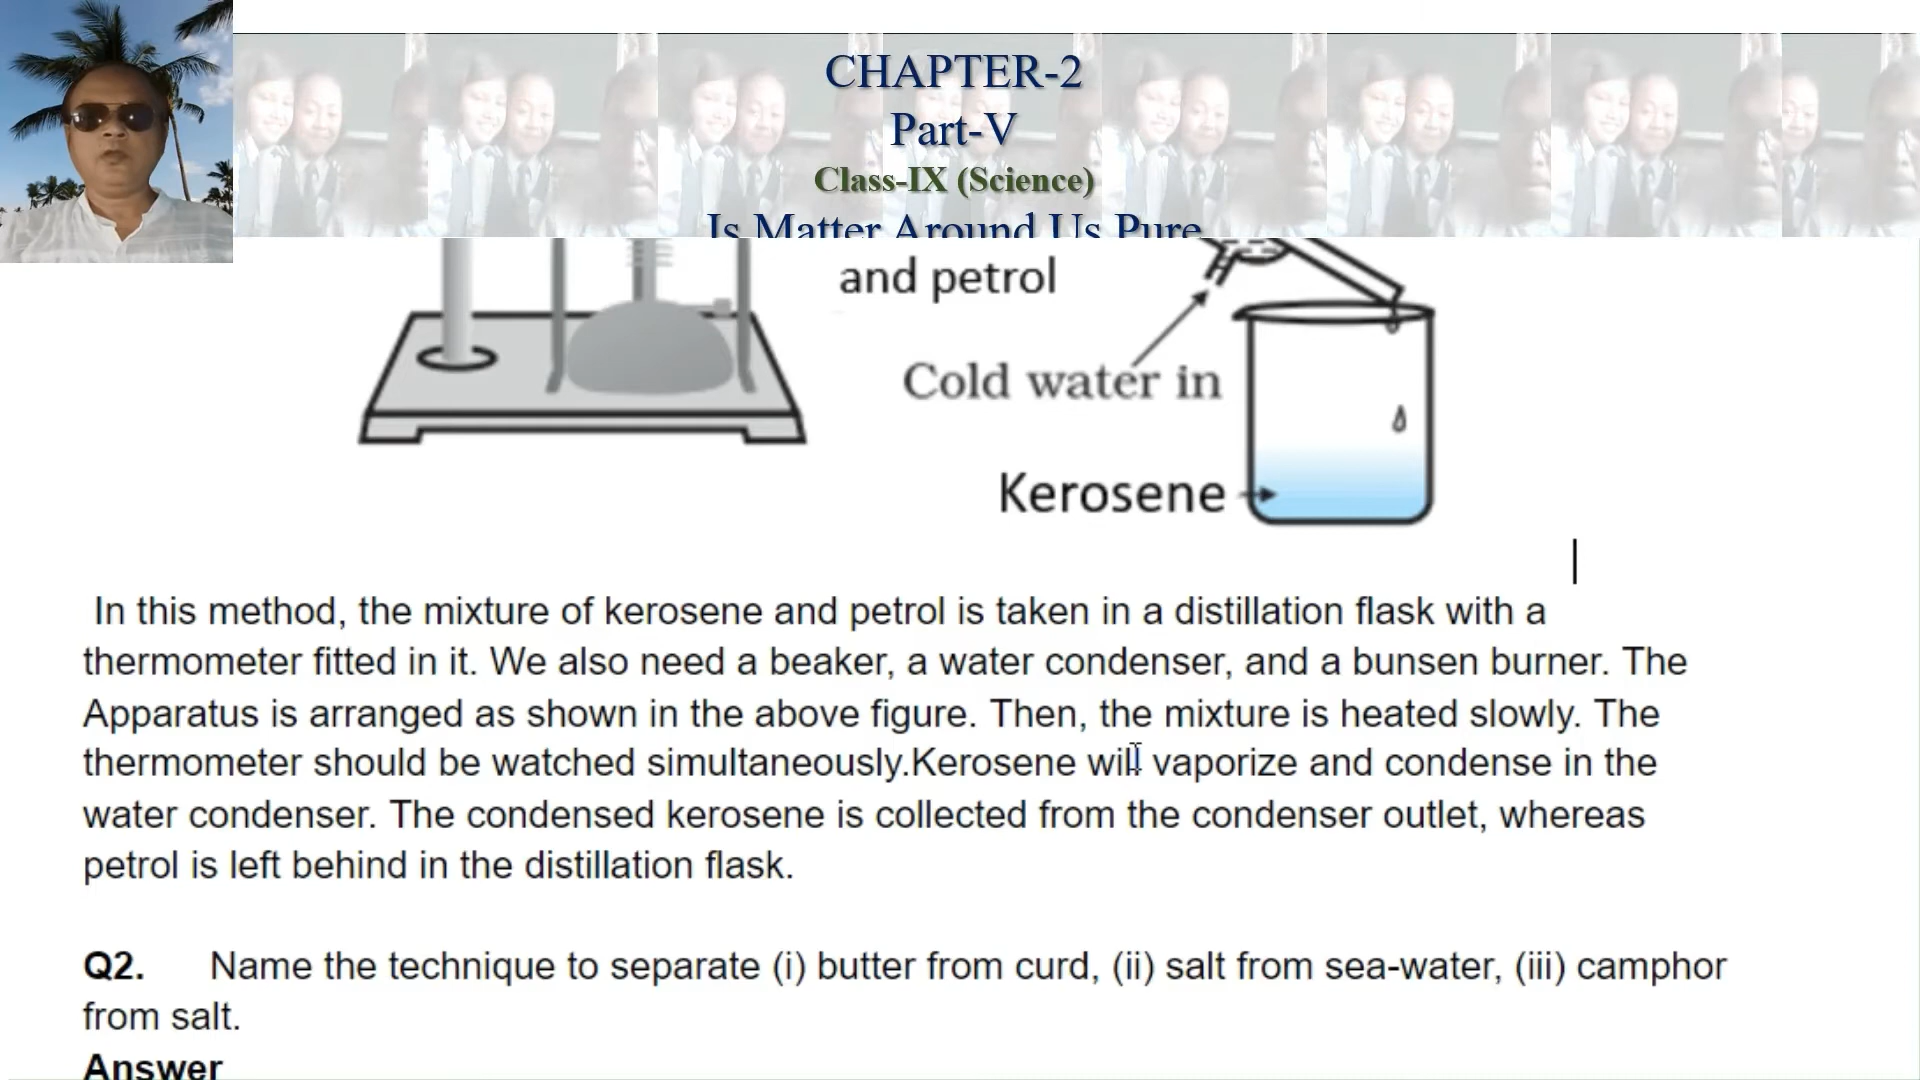 CHAPTER-2
Part-V
Class-IX (Science)
Is Matter Around Us Pure
and petrol
Cold water in
Kerosene
In this method, the mixture of kerosene and petrol is taken in a distillation flask with a
thermometer fitted in it. We also need a beaker, a water condenser, and a bunsen burner. The
Apparatus is arranged as shown in the above figure. Then, the mixture is heated slowly. The
thermometer should be watched simultaneously.Kerosene will vaporize and condense in the
water condenser. The condensed kerosene is collected from the condenser outlet, whereas
petrol is left behind in the distillation flask.
Q2. Name the technique to separate (i) butter from curd, (ii) salt from sea-water, (iii) camphor
from salt.
Answer